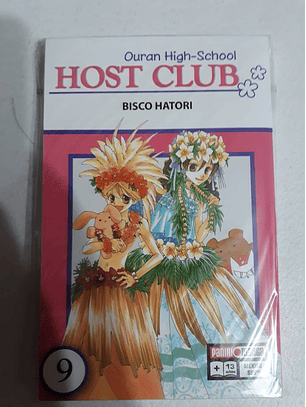 Ouran High-School
HOST CLUB
BISCO HATORI
9
PANINI
+ 13